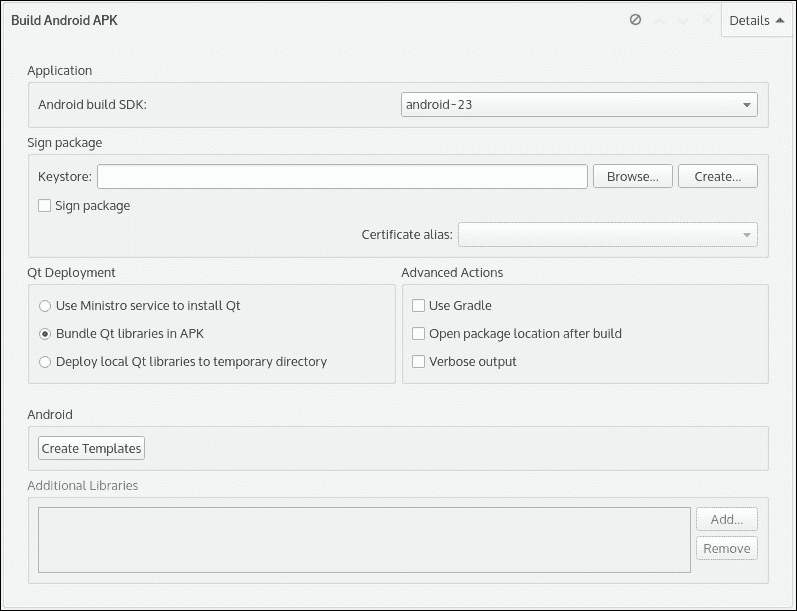 Build Android APK
Details
Application
Android build SDK:
android-23
Sign package
Keystore:
Browse...
Create...
Sign package
Certificate alias:
Qt Deployment
Advanced Actions
Use Ministro service to install Qt
Use Gradle
Bundle Qt libraries in APK
Open package location after build
Deploy local Qt libraries to temporary directory
Verbose output
Android
Create Templates
Additional Libraries
Add...
Remove